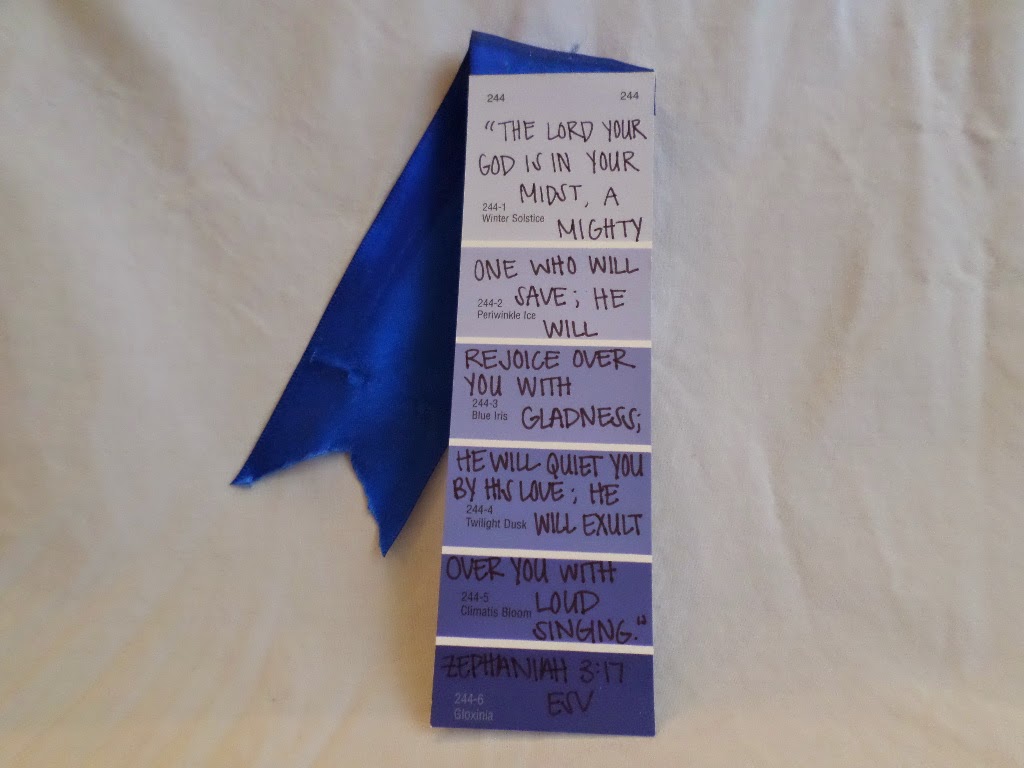 244 244
"THE LORD YOUR
GOD IS IN YOUR
MIDST, A
244-1
Winter Solstice
MIGHTY
ONE WHO WILL
244-2 SAVE; HE
Periwinkle Ice
WILL
REJOICE OVER
YOU WITH
244-3
Blue Iris GLADNESS;
HE WILL QUIET YOU
BY HIS LOVE; HE
244-4
Twilight Dusk WILL EXULT
OVER YOU WITH
244-5 LOUD
Climatis Bloom
SINGING."
ZEPHANIAH 3:17
244-6 ESV
Gloxinia